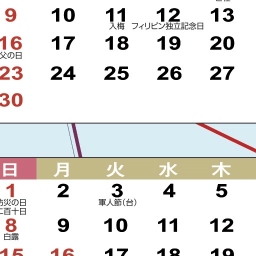 9 10 11 12 13
入梅 フィリピン独立記念日
16 17 18 19 20
父の日
23 24 25 26 27
30
日 月 火 水 木
1 2 3 4 5
防災の日 軍人節(台)
二百十日
8 9 10 11 12
白露
15 16 17 18 19